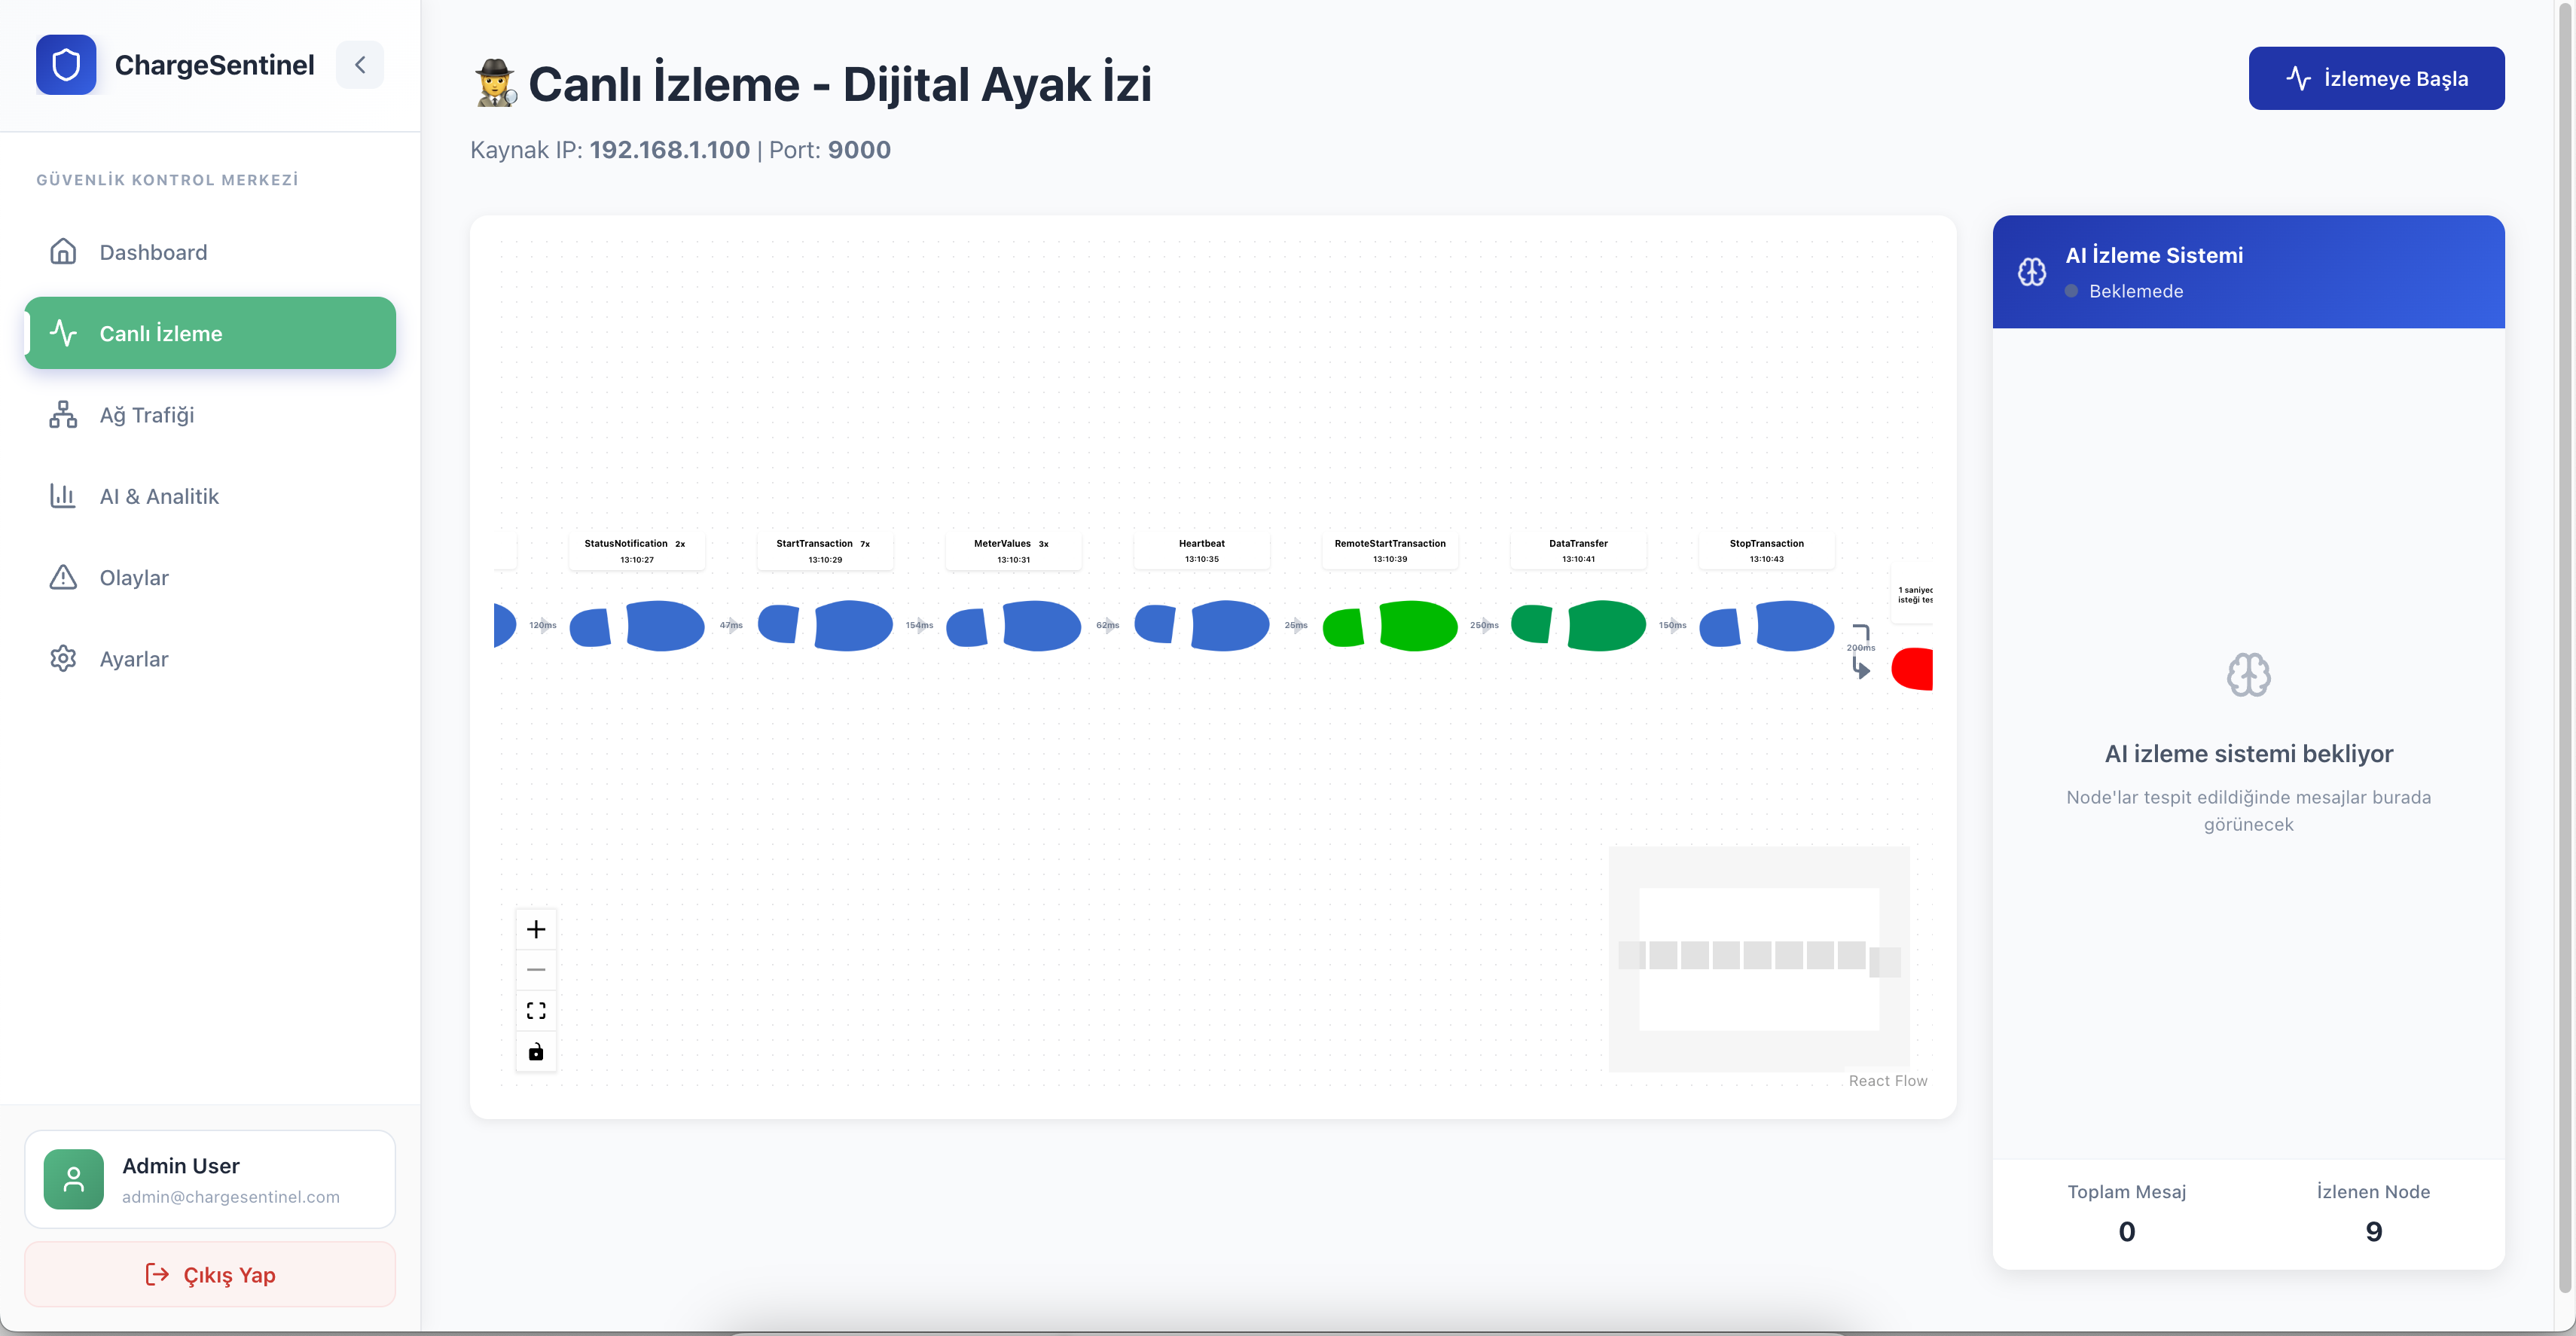 ChargeSentinel
GÜVENLİK KONTROL MERKEZİ
Dashboard
Canlı İzleme
Ağ Trafiği
AI & Analitik
Olaylar
Ayarlar
Admin User
admin@chargesentinel.com
Çıkış Yap
Canlı İzleme - Dijital Ayak İzi
Kaynak IP: 192.168.1.100 | Port: 9000
İzlemeye Başla
StatusNotification 2x
13:10:27
StartTransaction 7x
13:10:29
MeterValues 3x
13:10:31
Heartbeat
13:10:35
RemoteStartTransaction
13:10:39
DataTransfer
13:10:41
StopTransaction
13:10:43
1 saniyed
isteği tes
120ms
47ms
154ms
62ms
25ms
250ms
150ms
200ms
React Flow
AI İzleme Sistemi
Beklemede
AI izleme sistemi bekliyor
Node'lar tespit edildiğinde mesajlar burada
görünecek
Toplam Mesaj
0
İzlenen Node
9